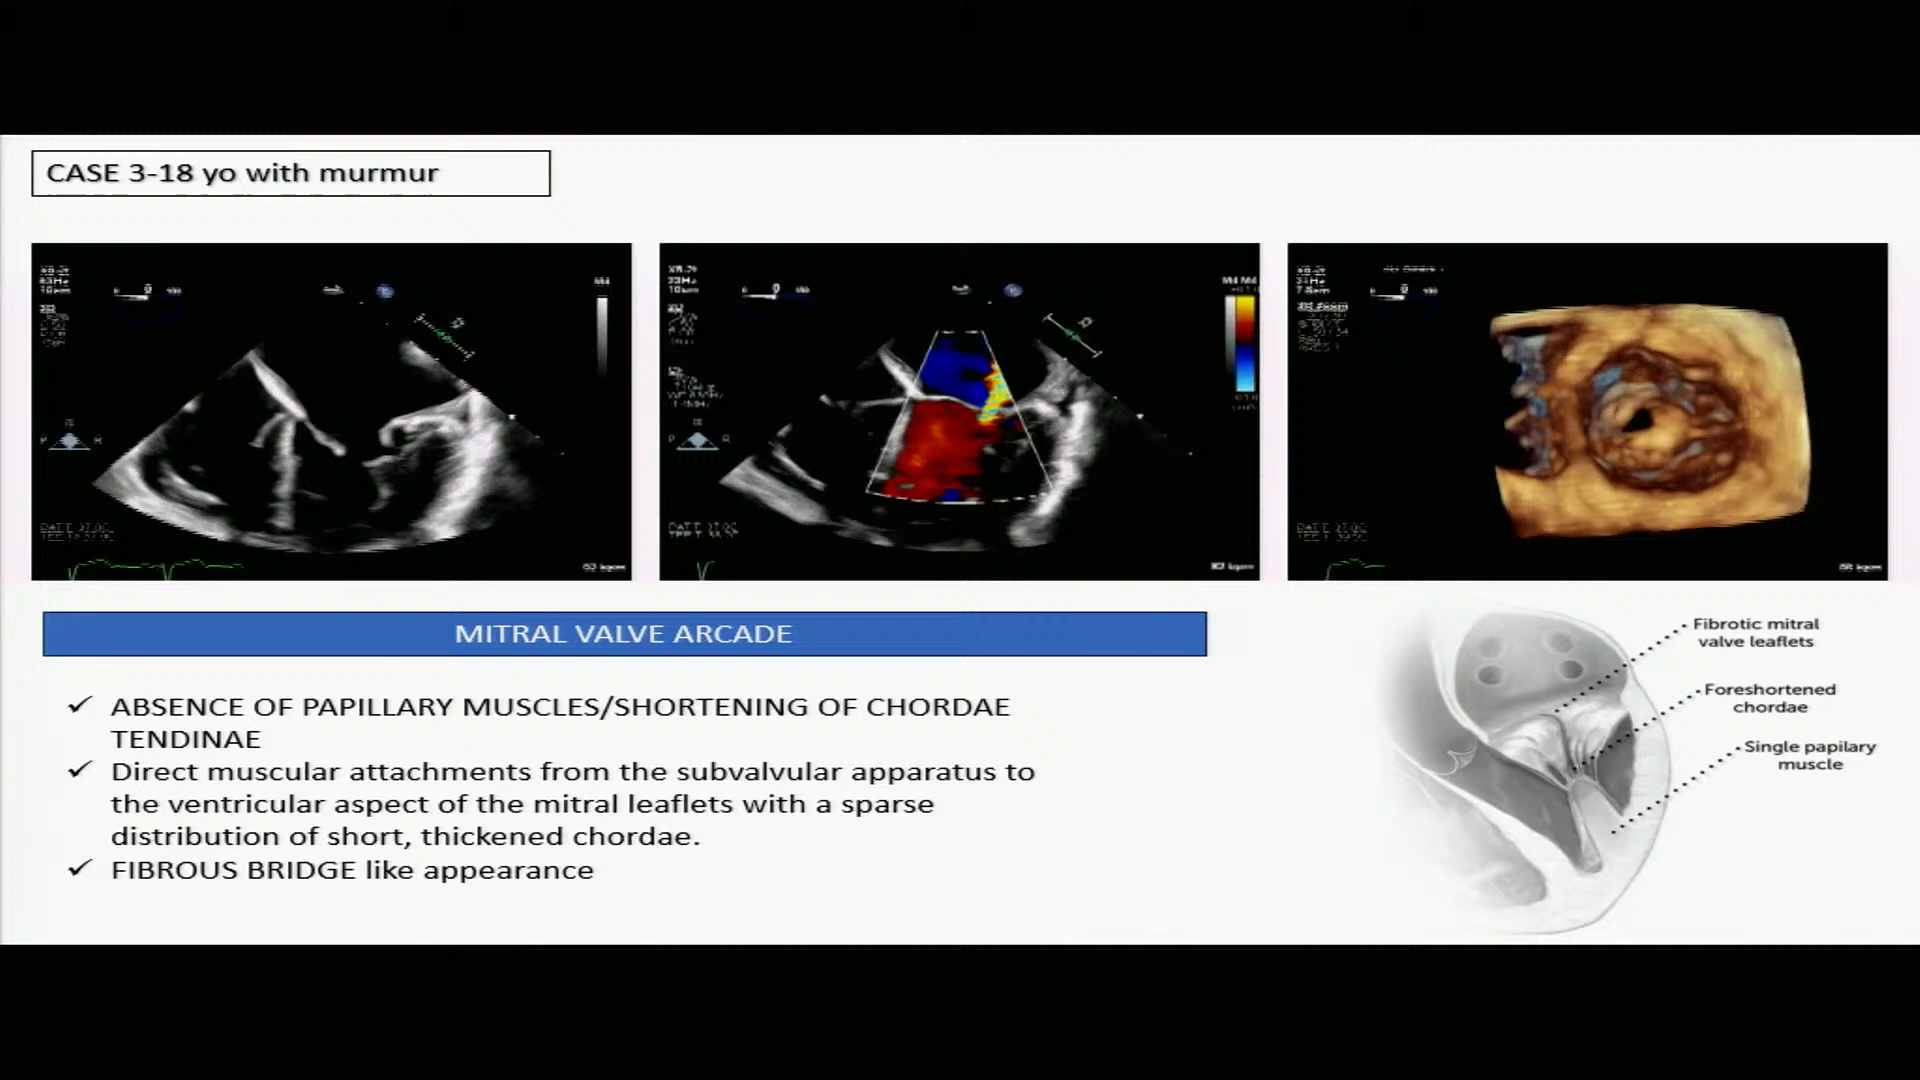 CASE 3-18 yo with murmur
MITRAL VALVE ARCADE
✓ ABSENCE OF PAPILLARY MUSCLES/SHORTENING OF CHORDAE
TENDINAE
✓ Direct muscular attachments from the subvalvular apparatus to
the ventricular aspect of the mitral leaflets with a sparse
distribution of short, thickened chordae.
✓ FIBROUS BRIDGE like appearance
Fibrotic mitral
valve leaflets
Foreshortened
chordae
Single papilary
muscle